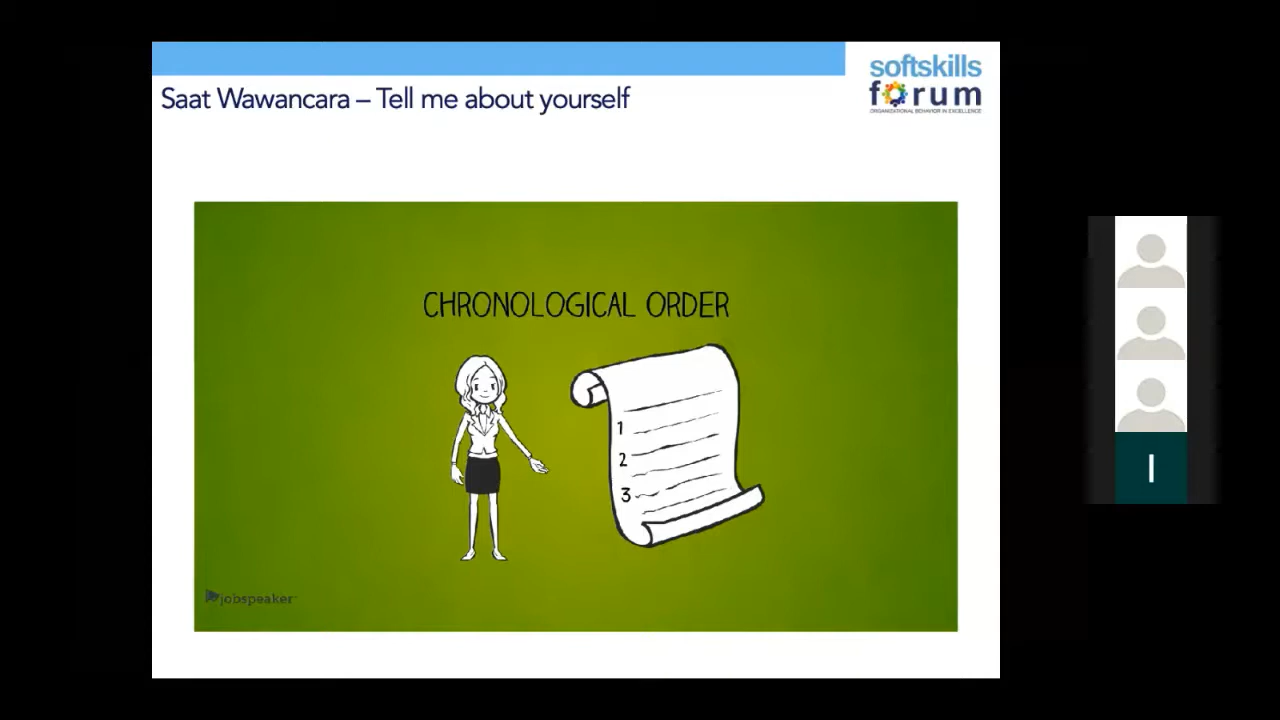 softskills
forum
ORGANIZATIONAL BEHAVIOR IN EXCELLENCE
Saat Wawancara – Tell me about yourself
CHRONOLOGICAL ORDER
1
2
3
jobspeaker
I